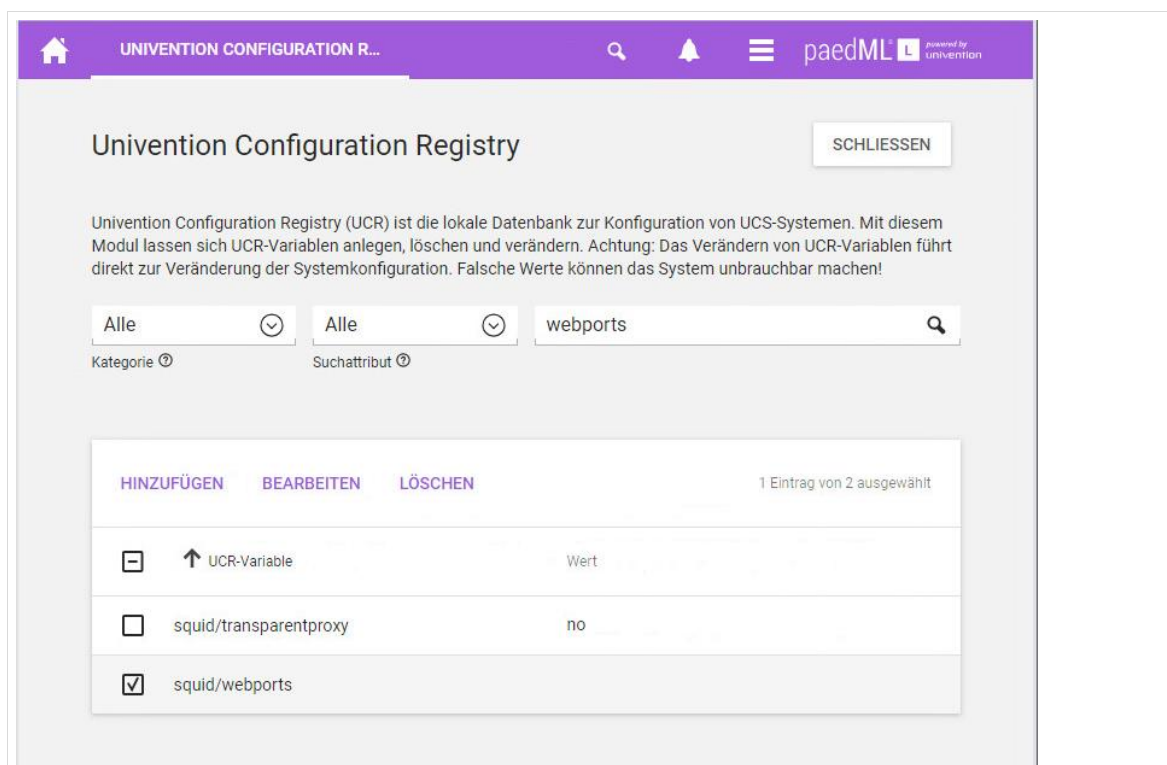 UNIVENTION CONFIGURATION R...
paedML® L powered by univention
Univention Configuration Registry
SCHLIESSEN
Univention Configuration Registry (UCR) ist die lokale Datenbank zur Konfiguration von UCS-Systemen. Mit diesem
Modul lassen sich UCR-Variablen anlegen, löschen und verändern. Achtung: Das Verändern von UCR-Variablen führt
direkt zur Veränderung der Systemkonfiguration. Falsche Werte können das System unbrauchbar machen!
Alle Alle webports
Kategorie Suchattribut
HINZUFÜGEN BEARBEITEN LÖSCHEN 1 Eintrag von 2 ausgewählt
UCR-Variable Wert
squid/transparentproxy no
squid/webports